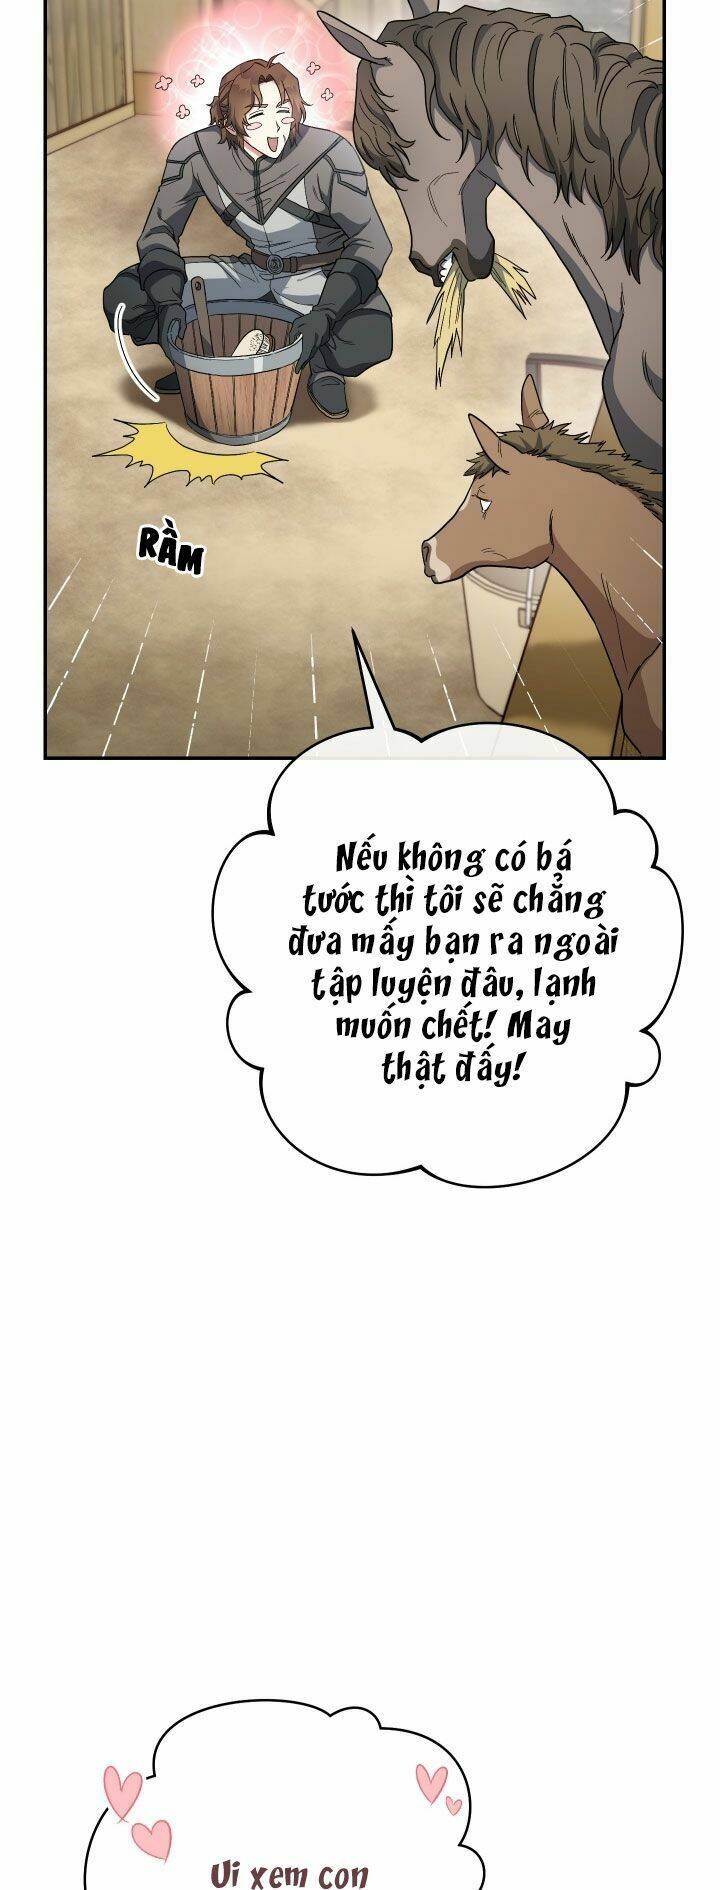 RẦM
Nếu không có bá
tước thì tôi sẽ chẳng
đưa mấy bạn ra ngoài
tập luyện đâu, lạnh
muốn chết! May
thật đấy!
Ui xem con